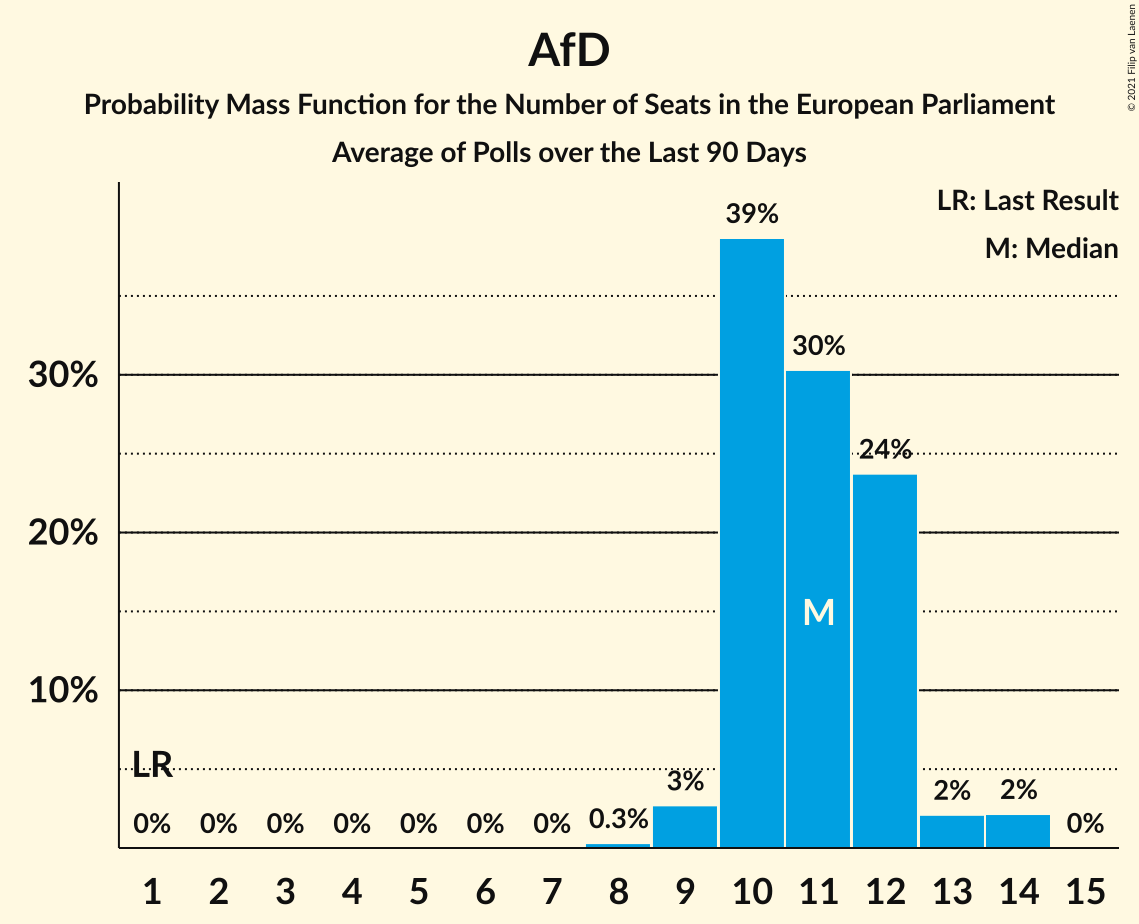 AfD
Probability Mass Function for the Number of Seats in the European Parliament
Average of Polls over the Last 90 Days
© 2021 Filip van Laenen
LR: Last Result
M: Median
39%
30%
24%
30%
20%
10%
M
LR
0% 0% 0% 0% 0% 0% 0% 0.3% 3% 2% 2% 0%
1 2 3 4 5 6 7 8 9 10 11 12 13 14 15